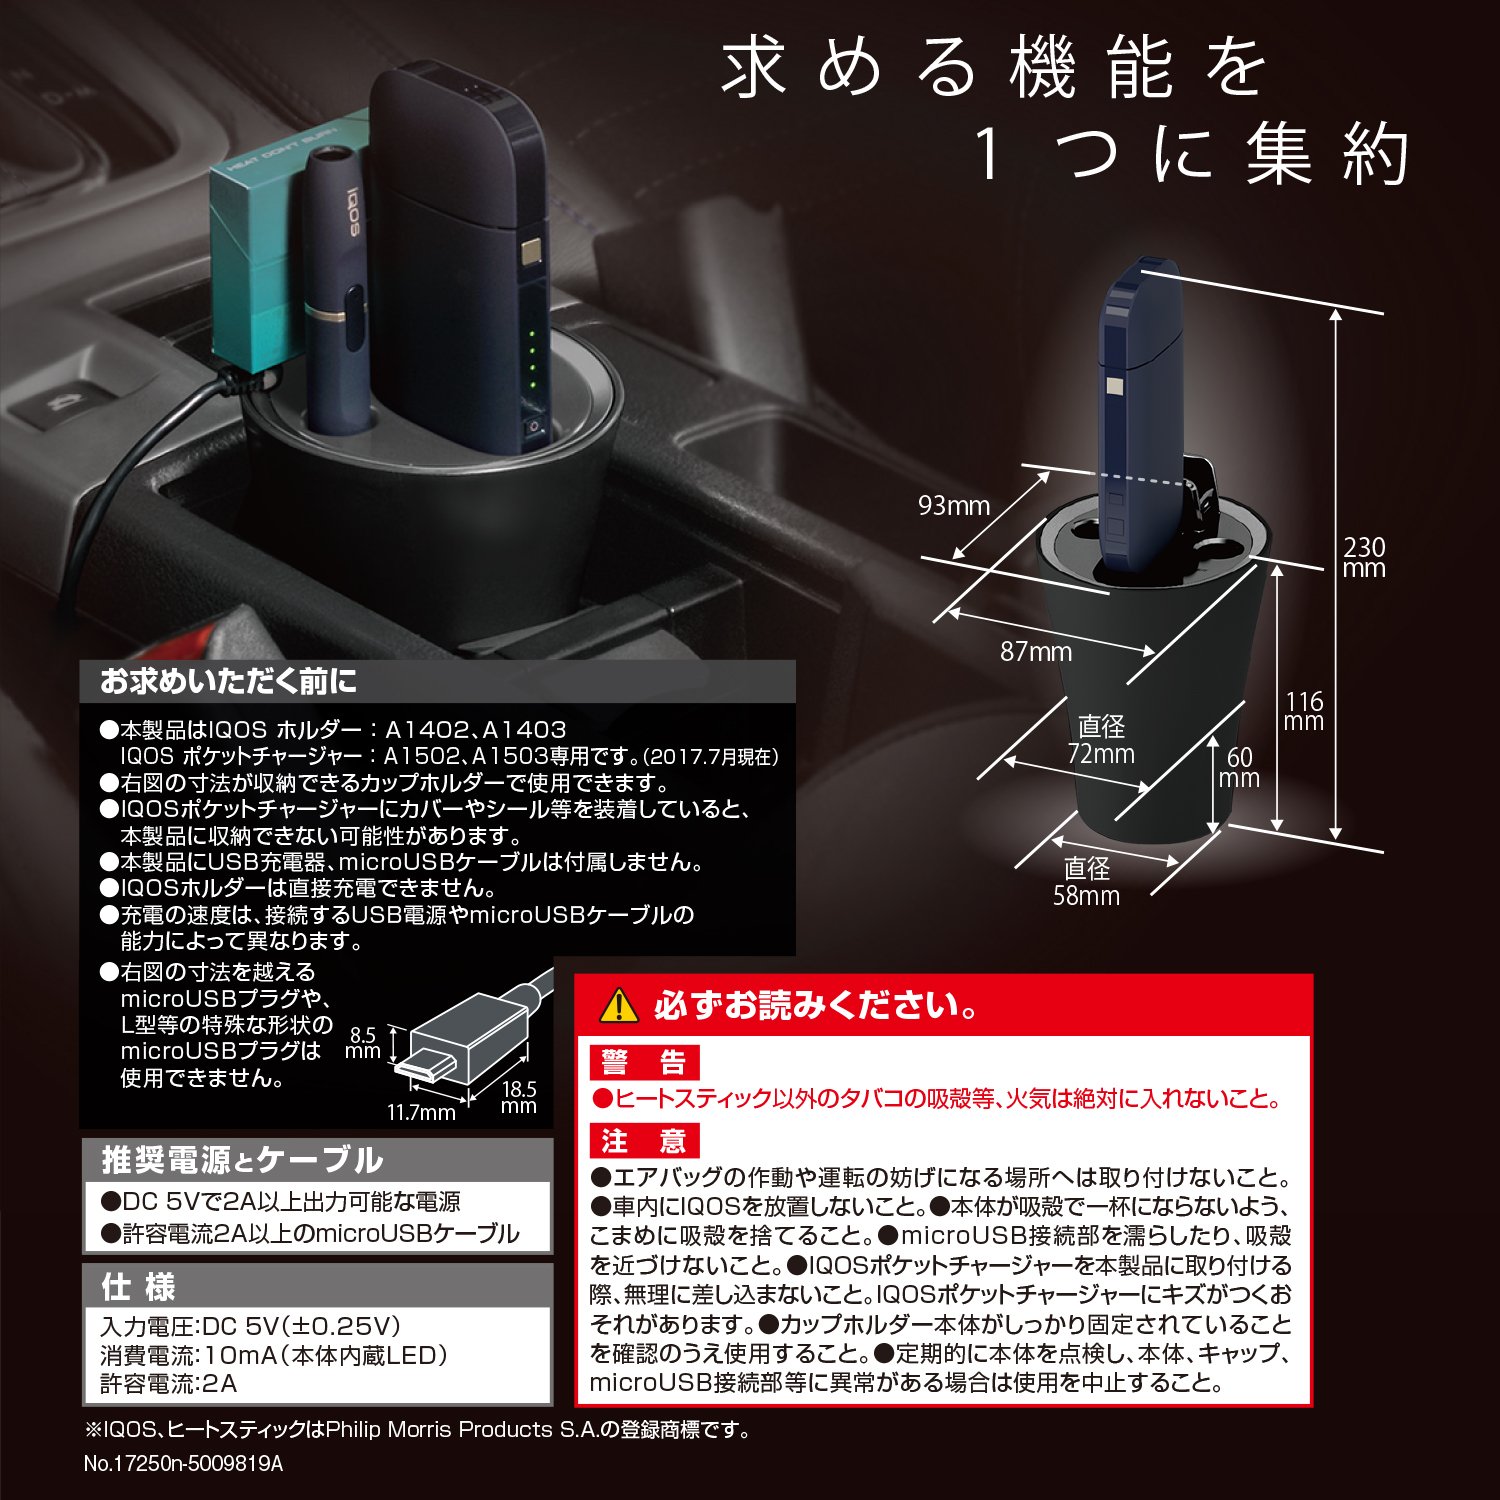 求める機能を
1つに集約
HEAT DON'T BURN
IQOS
93mm
87mm
230
mm
116
mm
直径
72mm
60
mm
直径
58mm
お求めいただく前に
●本製品はIQOS ホルダー：A1402、A1403
IQOS ポケットチャージャー：A1502、A1503専用です。(2017.7月現在)
●右図の寸法が収納できるカップホルダーで使用できます。
●IQOSポケットチャージャーにカバーやシール等を装着していると、
本製品に収納できない可能性があります。
●本製品にUSB充電器、microUSBケーブルは付属しません。
●IQOSホルダーは直接充電できません。
●充電の速度は、接続するUSB電源やmicroUSBケーブルの
能力によって異なります。
●右図の寸法を越える
microUSBプラグや、
L型等の特殊な形状の
microUSBプラグは
使用できません。
8.5
mm
11.7mm
18.5
mm
推奨電源とケーブル
●DC 5Vで2A以上出力可能な電源
●許容電流2A以上のmicroUSBケーブル
仕 様
入力電圧:DC 5V(±0.25V)
消費電流:10mA(本体内蔵LED)
許容電流:2A
必ずお読みください。
警 告
●ヒートスティック以外のタバコの吸殻等、火気は絶対に入れないこと。
注 意
●エアバッグの作動や運転の妨げになる場所へは取り付けないこと。
●車内にIQOSを放置しないこと。●本体が吸殻で一杯にならないよう、
こまめに吸殻を捨てること。●microUSB接続部を濡らしたり、吸殻
を近づけないこと。●IQOSポケットチャージャーを本製品に取り付ける
際、無理に差し込まないこと。IQOSポケットチャージャーにキズがつくお
それがあります。●カップホルダー本体がしっかり固定されていること
を確認のうえ使用すること。●定期的に本体を点検し、本体、キャップ、
microUSB接続部等に異常がある場合は使用を中止すること。
※IQOS、ヒートスティックはPhilip Morris Products S.A.の登録商標です。
No.17250n-5009819A